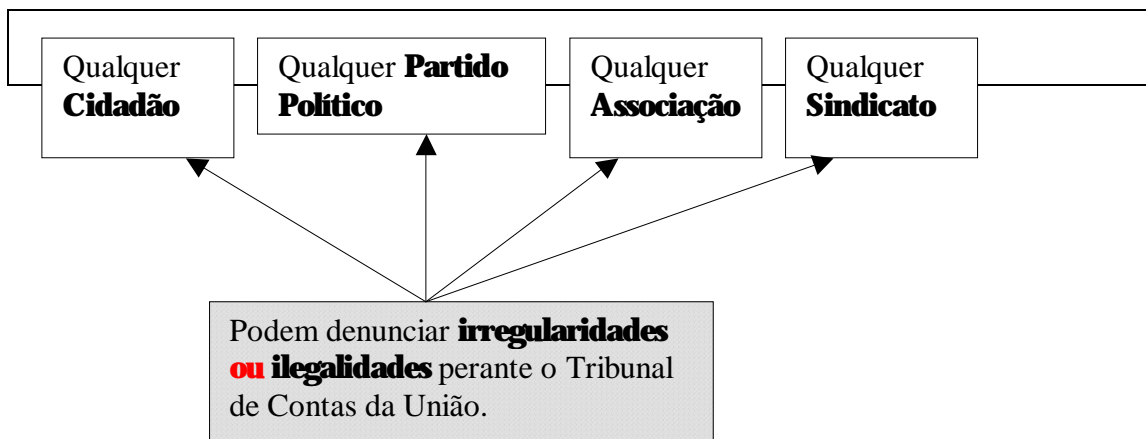 Qualquer
Cidadão
Qualquer Partido
Político
Qualquer
Associação
Qualquer
Sindicato
Podem denunciar irregularidades
ou ilegalidades perante o Tribunal
de Contas da União.